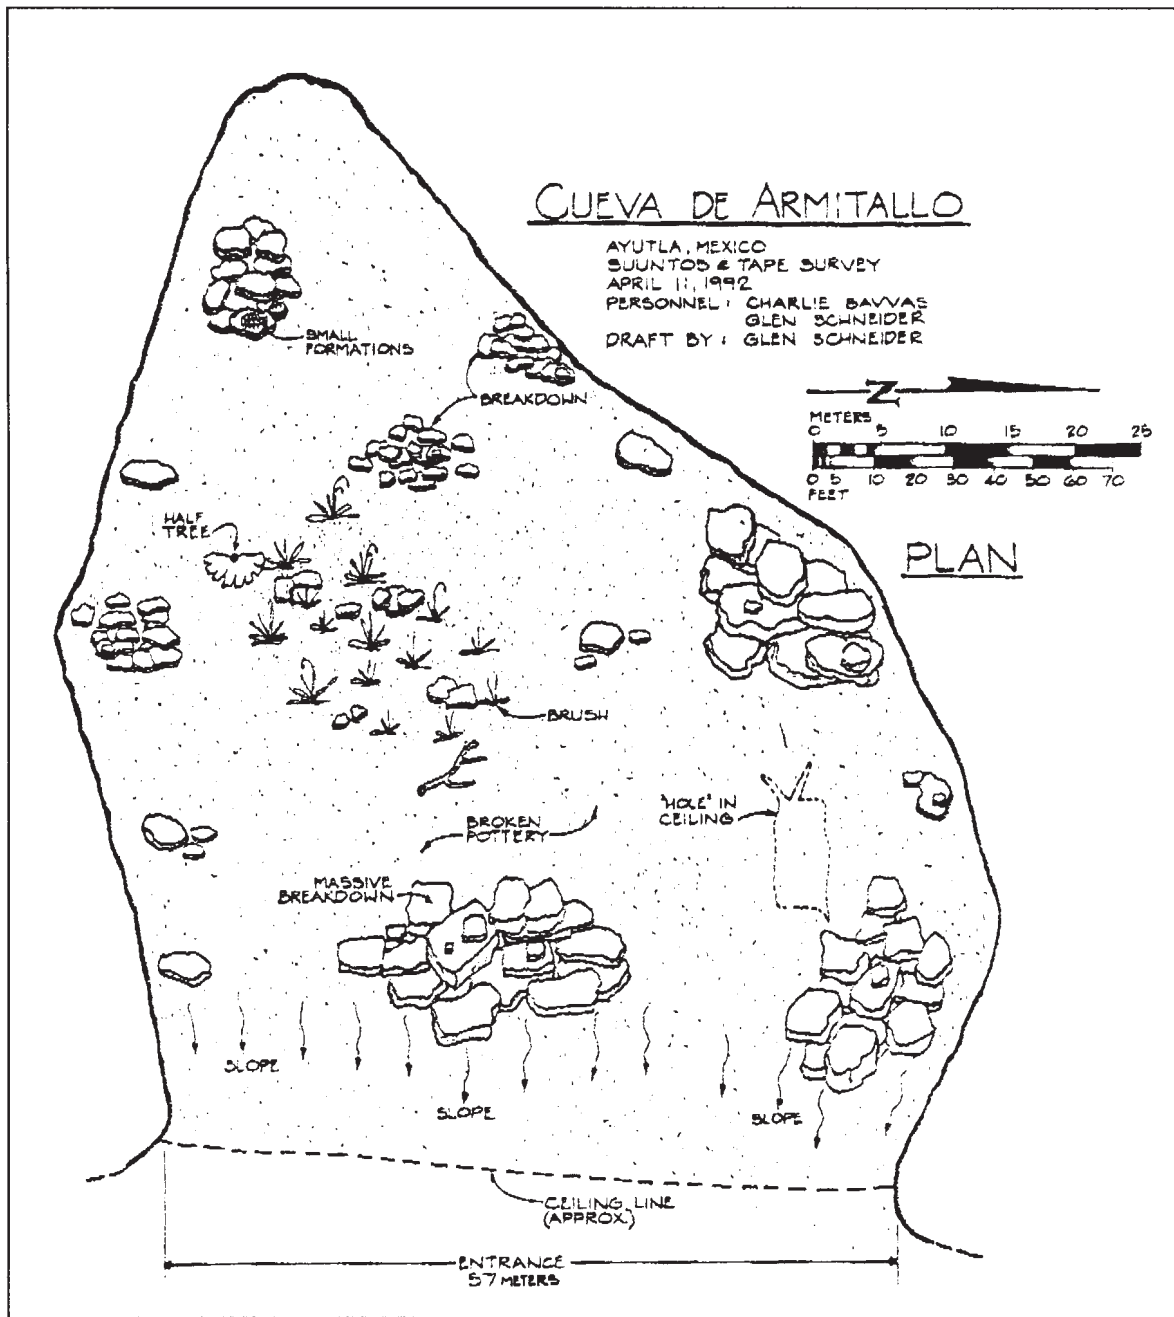 CUEVA DE ARMITALLO
AYUTLA, MEXICO
SUUNTOS & TAPE SURVEY
APRIL 11, 1992
PERSONNEL: CHARLIE SAVVAS
GLEN SCHNEIDER
DRAFT BY: GLEN SCHNEIDER
N
METERS
0 5 10 15 20 25
0 5 10 20 30 40 50 60 70
FEET
PLAN
SMALL
FORMATIONS
BREAKDOWN
HALF
TREE
BRUSH
"HOLE" IN
CEILING
BROKEN
POTTERY
MASSIVE
BREAKDOWN
SLOPE
SLOPE
SLOPE
CEILING LINE
(APPROX.)
ENTRANCE
57 METERS